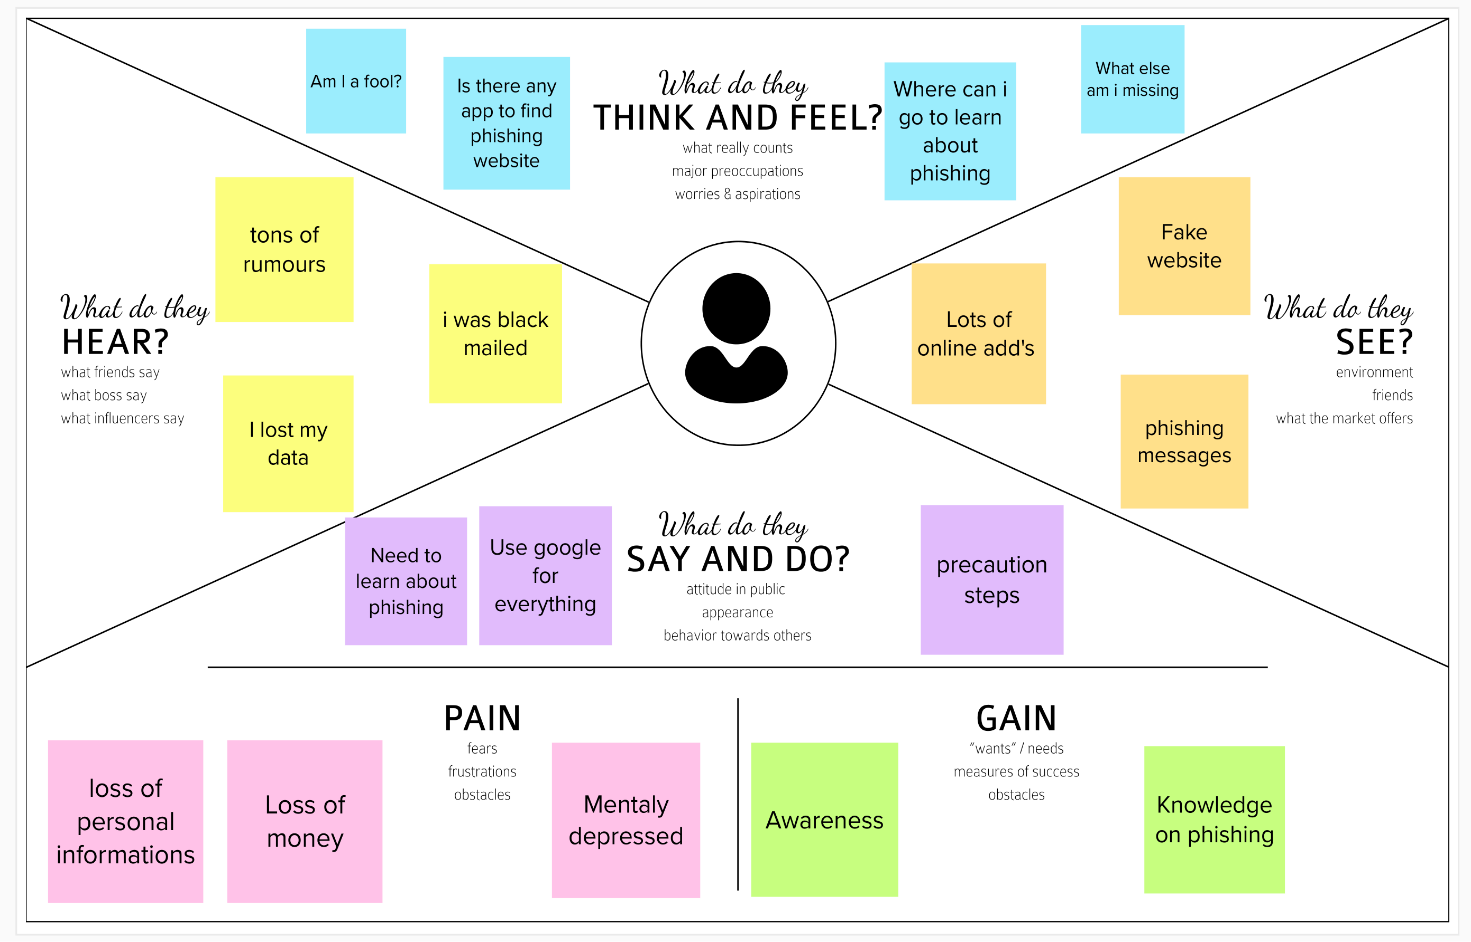 Am I a fool?
Is there any
app to find
phishing
website
What do they
THINK AND FEEL?
what really counts
major preoccupations
worries & aspirations
Where can i
go to learn
about
phishing
What else
am i missing
What do they
HEAR?
what friends say
what boss say
what influencers say
tons of
rumours
i was black
mailed
I lost my
data
Lots of
online add's
Fake
website
phishing
messages
What do they
SEE?
environment
friends
what the market offers
Need to
learn about
phishing
Use google
for
everything
What do they
SAY AND DO?
attitude in public
appearance
behavior towards others
precaution
steps
PAIN
fears
frustrations
obstacles
loss of
personal
informations
Loss of
money
Mentaly
depressed
GAIN
"wants" / needs
measures of success
obstacles
Awareness
Knowledge
on phishing